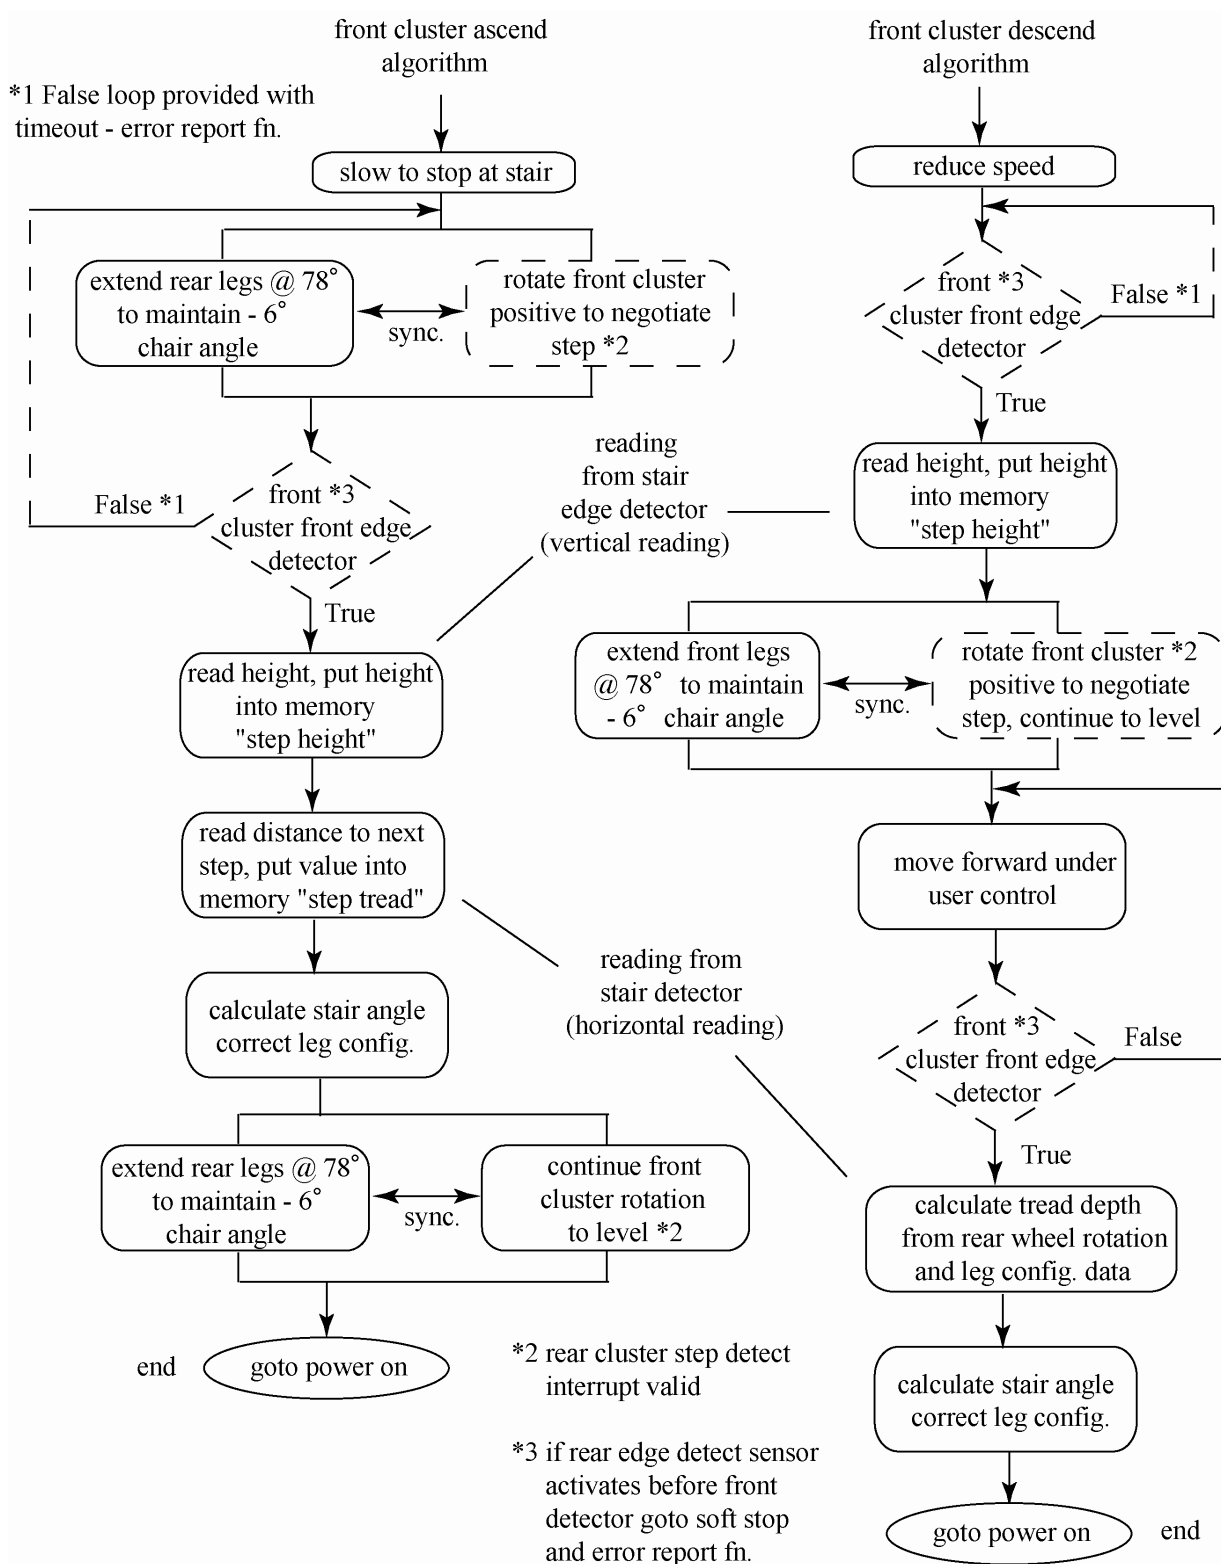 front cluster ascend
algorithm
*1 False loop provided with
timeout - error report fn.
slow to stop at stair
extend rear legs @ 78°
to maintain - 6°
chair angle
sync.
rotate front cluster
positive to negotiate
step *2
False *1
front *3
cluster front edge
detector
True
read height, put height
into memory
"step height"
read distance to next
step, put value into
memory "step tread"
calculate stair angle
correct leg config.
extend rear legs @ 78°
to maintain - 6°
chair angle
sync.
continue front
cluster rotation
to level *2
end
goto power on
reading
from stair
edge detector
(vertical reading)
reading from
stair detector
(horizontal reading)
*2 rear cluster step detect
interrupt valid
*3 if rear edge detect sensor
activates before front
detector goto soft stop
and error report fn.
front cluster descend
algorithm
reduce speed
front *3
cluster front edge
detector
False *1
True
read height, put height
into memory
"step height"
extend front legs
@ 78° to maintain
- 6° chair angle
sync.
rotate front cluster *2
positive to negotiate
step, continue to level
move forward under
user control
front *3
cluster front edge
detector
False
True
calculate tread depth
from rear wheel rotation
and leg config. data
calculate stair angle
correct leg config.
goto power on
end